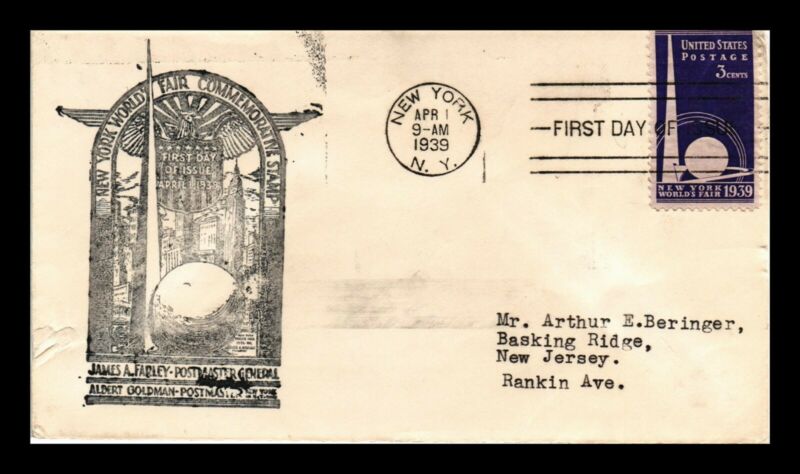 NEW YORK WORLD'S FAIR COMMEMORATIVE STAMP
FIRST DAY
OF ISSUE
APRIL 1, 1939
JAMES A. FARLEY - POSTMASTER GENERAL
ALBERT GOLDMAN - POSTMASTER
NEW YORK
APR 1
9-AM
1939
N. Y.
FIRST DAY OF ISSUE
UNITED STATES
POSTAGE
3 CENTS
NEW YORK
WORLD'S FAIR 1939
Mr. Arthur E.Beringer,
Basking Ridge,
New Jersey.
Rankin Ave.